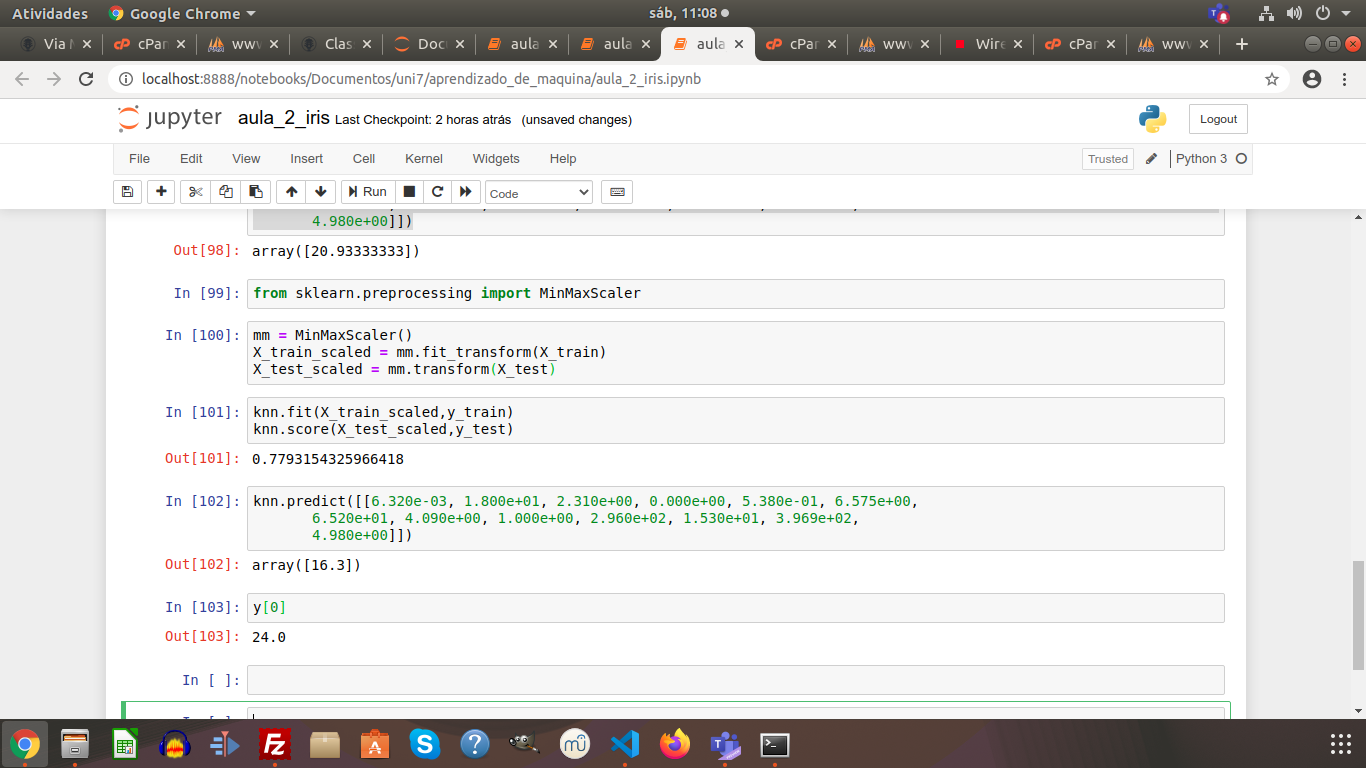 Atividades
Google Chrome
sáb, 11:08
Via
cPan
www
Clas
Doc
aula
aula
aula
cPar
www
Wire
cPar
www
localhost:8888/notebooks/Documentos/uni7/aprendizado_de_maquina/aula_2_iris.ipynb
jupyter aula_2_iris Last Checkpoint: 2 horas atrás (unsaved changes)
Logout
File Edit View Insert Cell Kernel Widgets Help Trusted Python 3
Run Code
4.980e+00]])
Out[98]: array([20.93333333])
In [99]: from sklearn.preprocessing import MinMaxScaler
In [100]: mm = MinMaxScaler()
X_train_scaled = mm.fit_transform(X_train)
X_test_scaled = mm.transform(X_test)
In [101]: knn.fit(X_train_scaled,y_train)
knn.score(X_test_scaled,y_test)
Out[101]: 0.7793154325966418
In [102]: knn.predict([[6.320e-03, 1.800e+01, 2.310e+00, 0.000e+00, 5.380e-01, 6.575e+00,
6.520e+01, 4.090e+00, 1.000e+00, 2.960e+02, 1.530e+01, 3.969e+02,
4.980e+00]])
Out[102]: array([16.3])
In [103]: y[0]
Out[103]: 24.0
In [ ]: